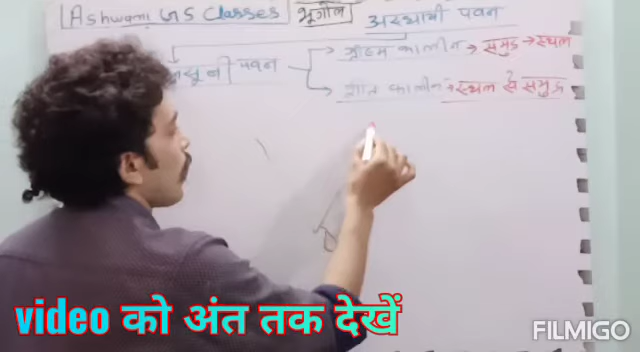 Ashwani GS Classes भूगोल अस्थायी पवन
मानसूनी पवन
ग्रीष्म कालीन → समुद्र → स्थल
शीत कालीन → स्थल से समुद्र
video को अंत तक देखें
FILMIGO